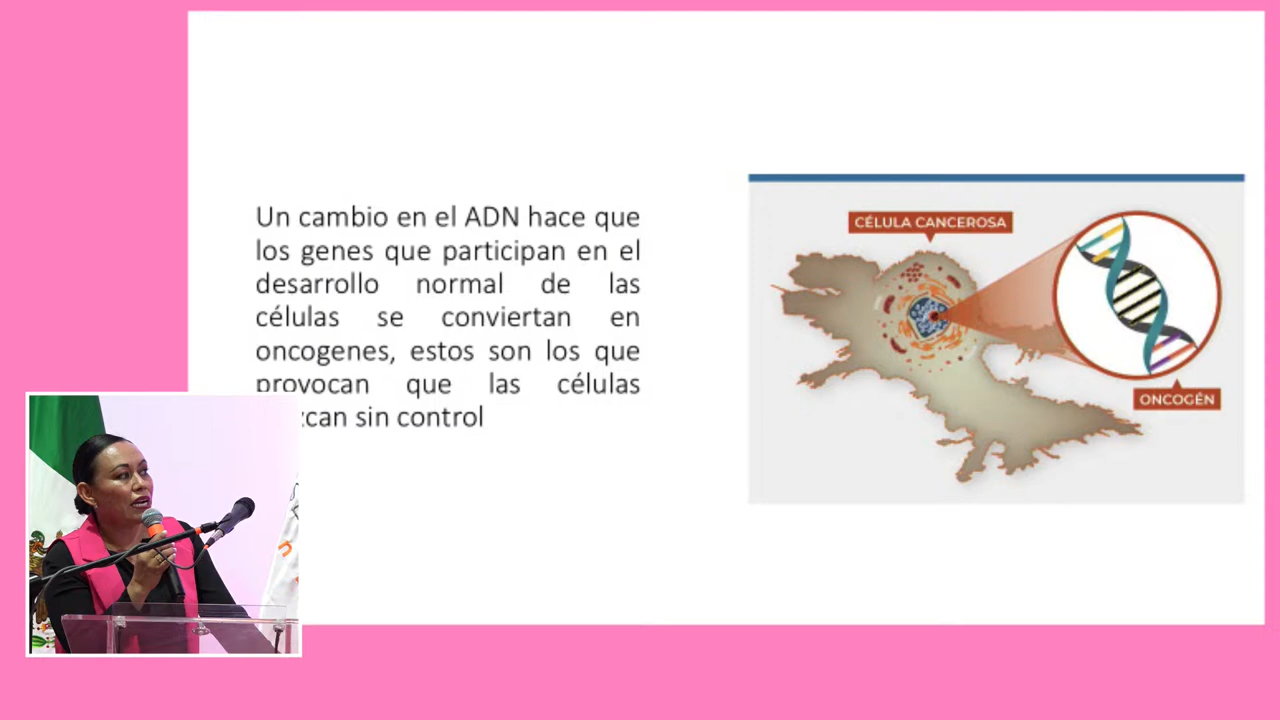 Un cambio en el ADN hace que
los genes que participan en el
desarrollo normal de las
células se conviertan en
oncogenes, estos son los que
provocan que las células
zcan sin control
CÉLULA CANCEROSA
ONCOGÉN